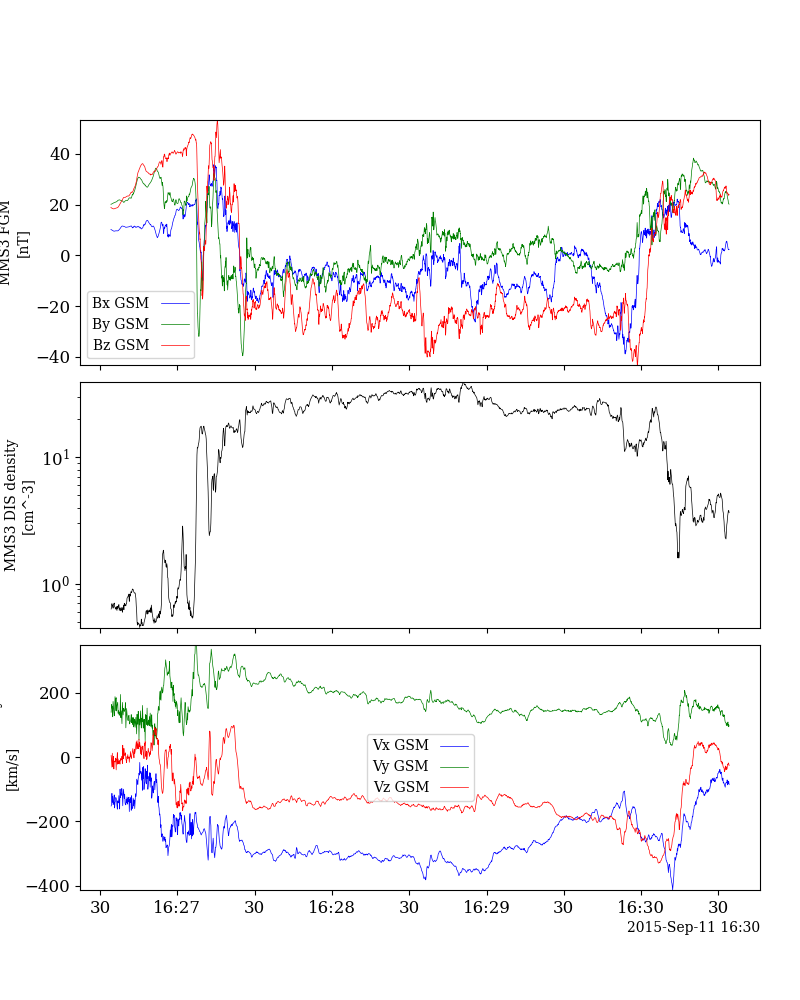 MMS3 FGM
[nT]
40
20
0
−20
−40
Bx GSM
By GSM
Bz GSM
MMS3 DIS density
[cm^-3]
10^1
10^0
[km/s]
200
0
−200
−400
Vx GSM
Vy GSM
Vz GSM
30 16:27 30 16:28 30 16:29 30 16:30 30
2015-Sep-11 16:30